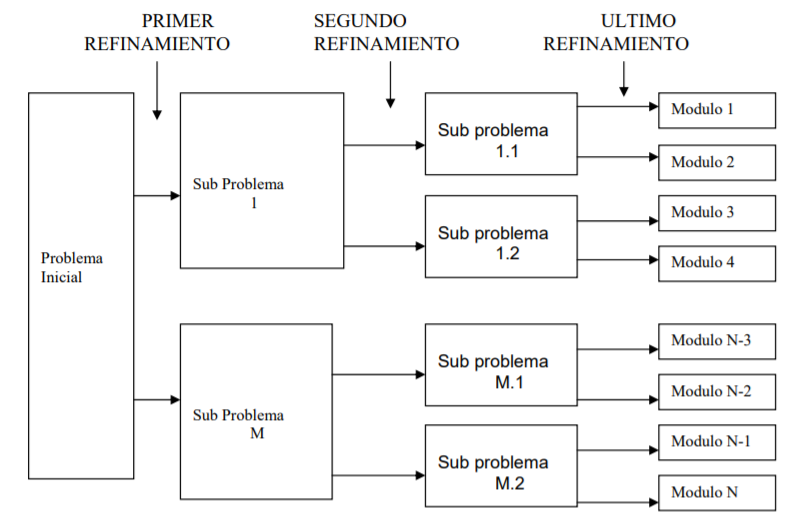 PRIMER
REFINAMIENTO
SEGUNDO
REFINAMIENTO
ULTIMO
REFINAMIENTO
Problema
Inicial
Sub Problema
1
Sub problema
1.1
Modulo 1
Modulo 2
Sub problema
1.2
Modulo 3
Modulo 4
Sub Problema
M
Sub problema
M.1
Modulo N-3
Modulo N-2
Sub problema
M.2
Modulo N-1
Modulo N